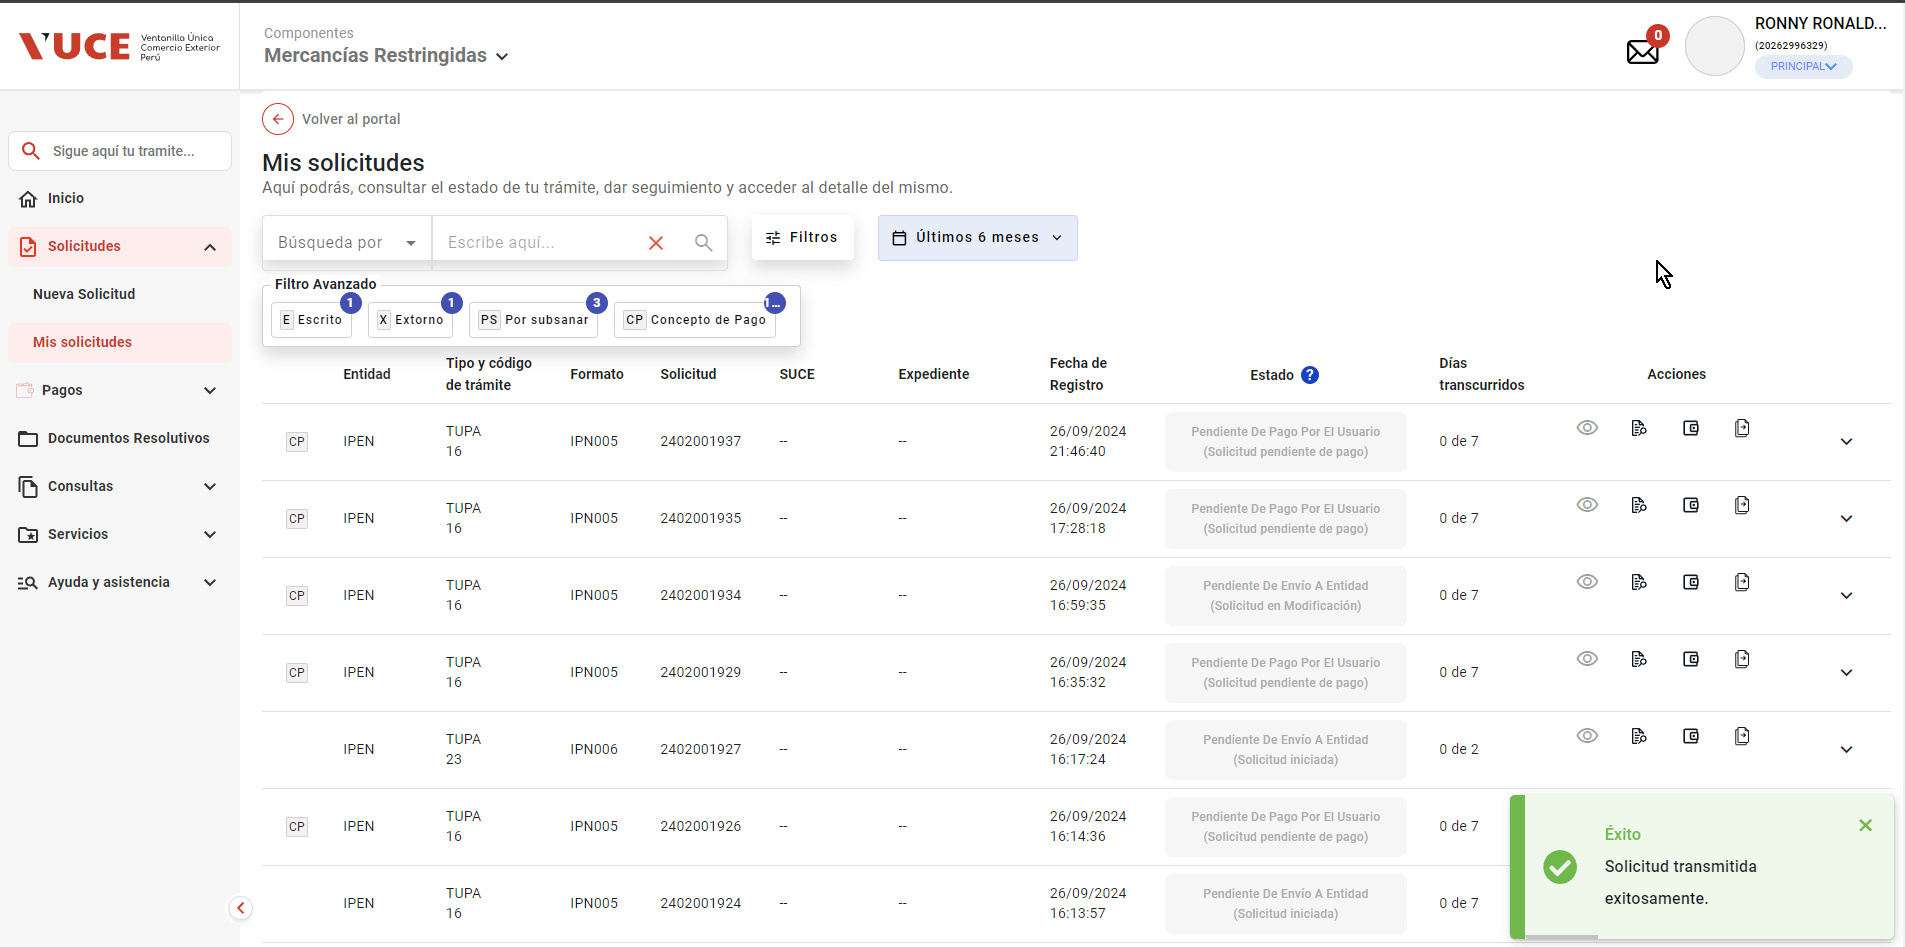 VUCE
Ventanilla Única
Comercio Exterior
Perú
Componentes
Mercancías Restringidas
0
RONNY RONALD...
(20262996329)
PRINCIPAL
Sigue aquí tu tramite...
Inicio
Solicitudes
Nueva Solicitud
Mis solicitudes
Pagos
Documentos Resolutivos
Consultas
Servicios
Ayuda y asistencia
Volver al portal
Mis solicitudes
Aquí podrás, consultar el estado de tu trámite, dar seguimiento y acceder al detalle del mismo.
Búsqueda por
Escribe aquí...
Filtros
Últimos 6 meses
Filtro Avanzado
E Escrito 1
X Extorno 1
PS Por subsanar 3
CP Concepto de Pago 1...
Entidad
Tipo y código
de trámite
Formato
Solicitud
SUCE
Expediente
Fecha de
Registro
Estado ?
Días
transcurridos
Acciones
CP IPEN TUPA 16 IPN005 2402001937 -- -- 26/09/2024 21:46:40 Pendiente De Pago Por El Usuario (Solicitud pendiente de pago) 0 de 7
CP IPEN TUPA 16 IPN005 2402001935 -- -- 26/09/2024 17:28:18 Pendiente De Pago Por El Usuario (Solicitud pendiente de pago) 0 de 7
CP IPEN TUPA 16 IPN005 2402001934 -- -- 26/09/2024 16:59:35 Pendiente De Envío A Entidad (Solicitud en Modificación) 0 de 7
CP IPEN TUPA 16 IPN005 2402001929 -- -- 26/09/2024 16:35:32 Pendiente De Pago Por El Usuario (Solicitud pendiente de pago) 0 de 7
IPEN TUPA 23 IPN006 2402001927 -- -- 26/09/2024 16:17:24 Pendiente De Envío A Entidad (Solicitud iniciada) 0 de 2
CP IPEN TUPA 16 IPN005 2402001926 -- -- 26/09/2024 16:14:36 Pendiente De Pago Por El Usuario (Solicitud pendiente de pago) 0 de 7
IPEN TUPA 16 IPN005 2402001924 -- -- 26/09/2024 16:13:57 Pendiente De Envío A Entidad (Solicitud iniciada) 0 de 7
Éxito
Solicitud transmitida
exitosamente.